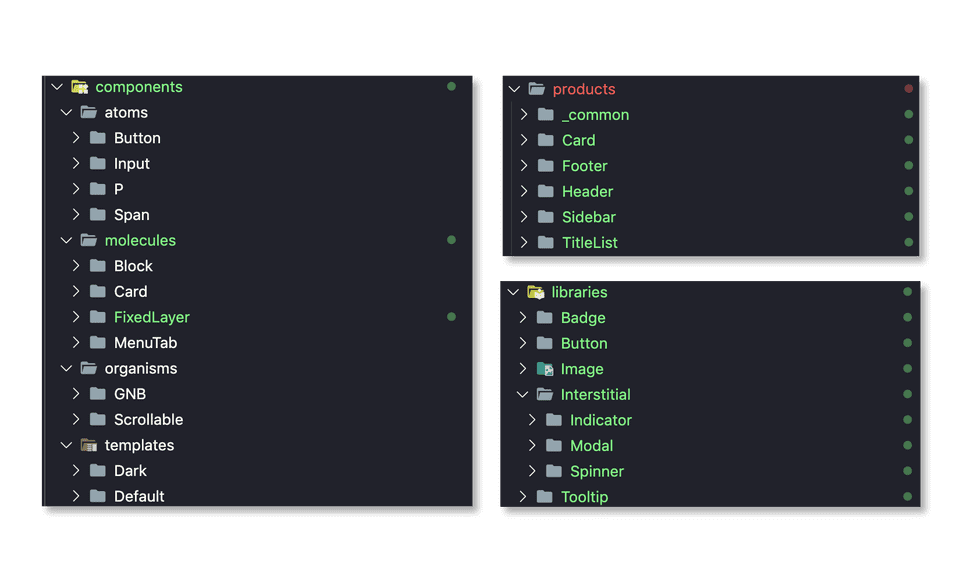 components
atoms
Button
Input
P
Span
molecules
Block
Card
FixedLayer
MenuTab
organisms
GNB
Scrollable
templates
Dark
Default
products
_common
Card
Footer
Header
Sidebar
TitleList
libraries
Badge
Button
Image
Interstitial
Indicator
Modal
Spinner
Tooltip